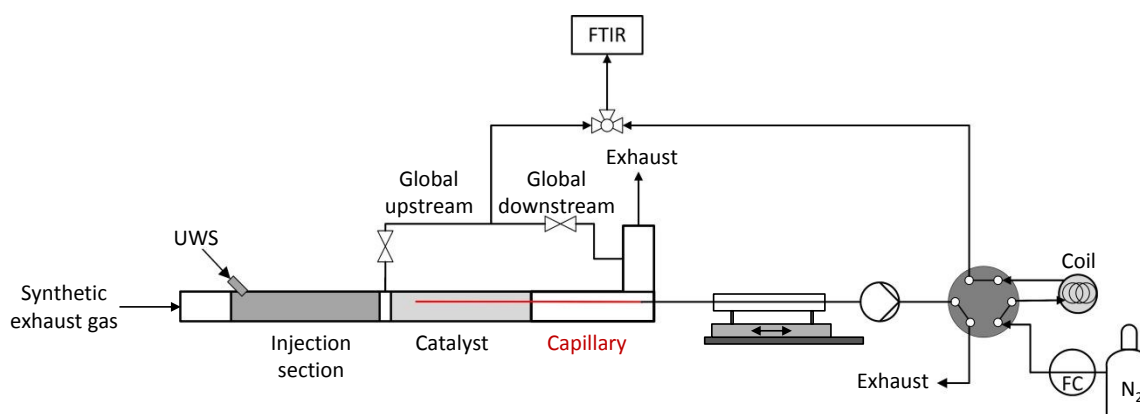 FTIR
Exhaust
Global
upstream
Global
downstream
UWS
Coil
Synthetic
exhaust gas
Injection
section
Catalyst
Capillary
Exhaust
FC
N2